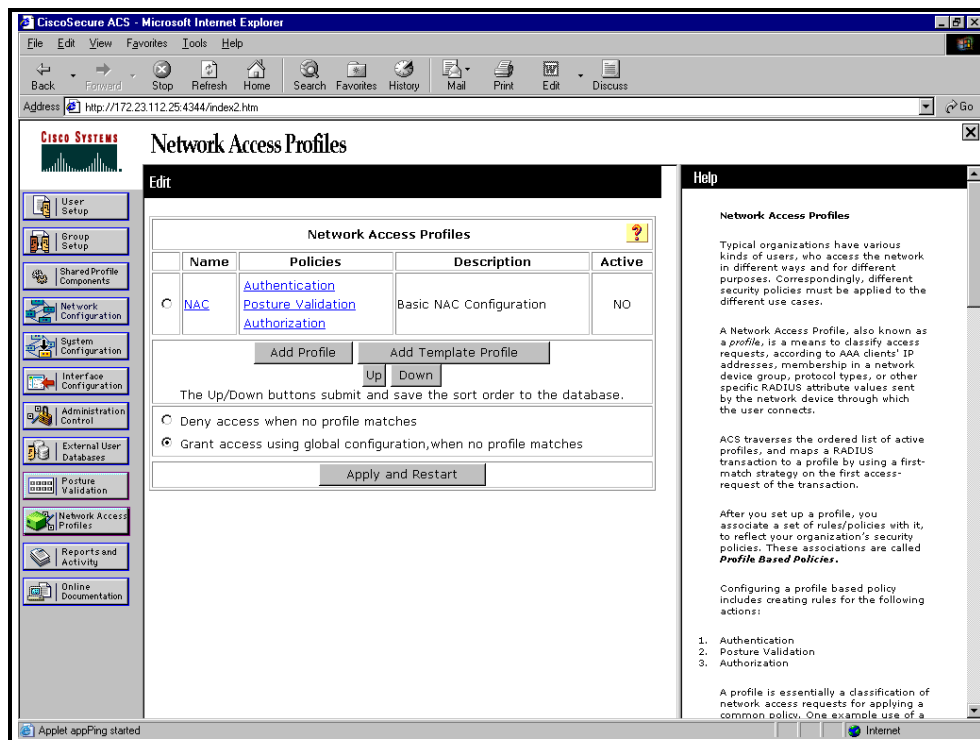 CiscoSecure ACS - Microsoft Internet Explorer
File Edit View Favorites Tools Help
Back Forward Stop Refresh Home Search Favorites History Mail Print Edit Discuss
Address http://172.23.112.25:4344/index2.htm Go
CISCO SYSTEMS
Network Access Profiles
User
Setup
Group
Setup
Shared Profile
Components
Network
Configuration
System
Configuration
Interface
Configuration
Administration
Control
External User
Databases
Posture
Validation
Network Access
Profiles
Reports and
Activity
Online
Documentation
Edit
Network Access Profiles ?
Name Policies Description Active
NAC
Authentication
Posture Validation
Authorization
Basic NAC Configuration
NO
Add Profile Add Template Profile
Up Down
The Up/Down buttons submit and save the sort order to the database.
Deny access when no profile matches
Grant access using global configuration,when no profile matches
Apply and Restart
Help
Network Access Profiles
Typical organizations have various
kinds of users, who access the network
in different ways and for different
purposes. Correspondingly, different
security policies must be applied to the
different use cases.
A Network Access Profile, also known as
a profile, is a means to classify access
requests, according to AAA clients' IP
addresses, membership in a network
device group, protocol types, or other
specific RADIUS attribute values sent
by the network device through which
the user connects.
ACS traverses the ordered list of active
profiles, and maps a RADIUS
transaction to a profile by using a first-
match strategy on the first access-
request of the transaction.
After you set up a profile, you
associate a set of rules/policies with it,
to reflect your organization's security
policies. These associations are called
Profile Based Policies.
Configuring a profile based policy
includes creating rules for the following
actions:
1. Authentication
2. Posture Validation
3. Authorization
A profile is essentially a classification of
network access requests for applying a
common policy. One example use of a
Applet appPing started
Internet